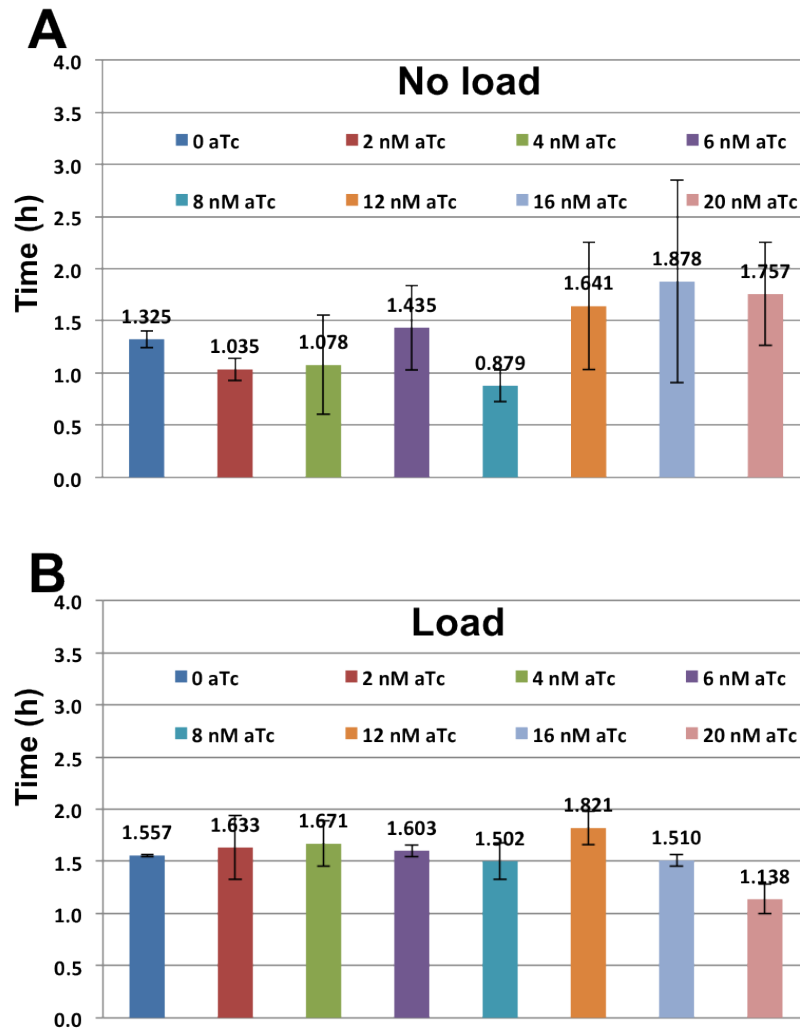 A
No load
4.0
3.5
0 aTc 2 nM aTc 4 nM aTc 6 nM aTc
3.0
8 nM aTc 12 nM aTc 16 nM aTc 20 nM aTc
2.5
2.0
1.5
1.0
0.5
0.0
Time (h)
1.325 1.035 1.078 1.435 0.879 1.641 1.878 1.757
B
Load
4.0
3.5
0 aTc 2 nM aTc 4 nM aTc 6 nM aTc
3.0
8 nM aTc 12 nM aTc 16 nM aTc 20 nM aTc
2.5
2.0
1.5
1.0
0.5
0.0
Time (h)
1.557 1.633 1.671 1.603 1.502 1.821 1.510 1.138